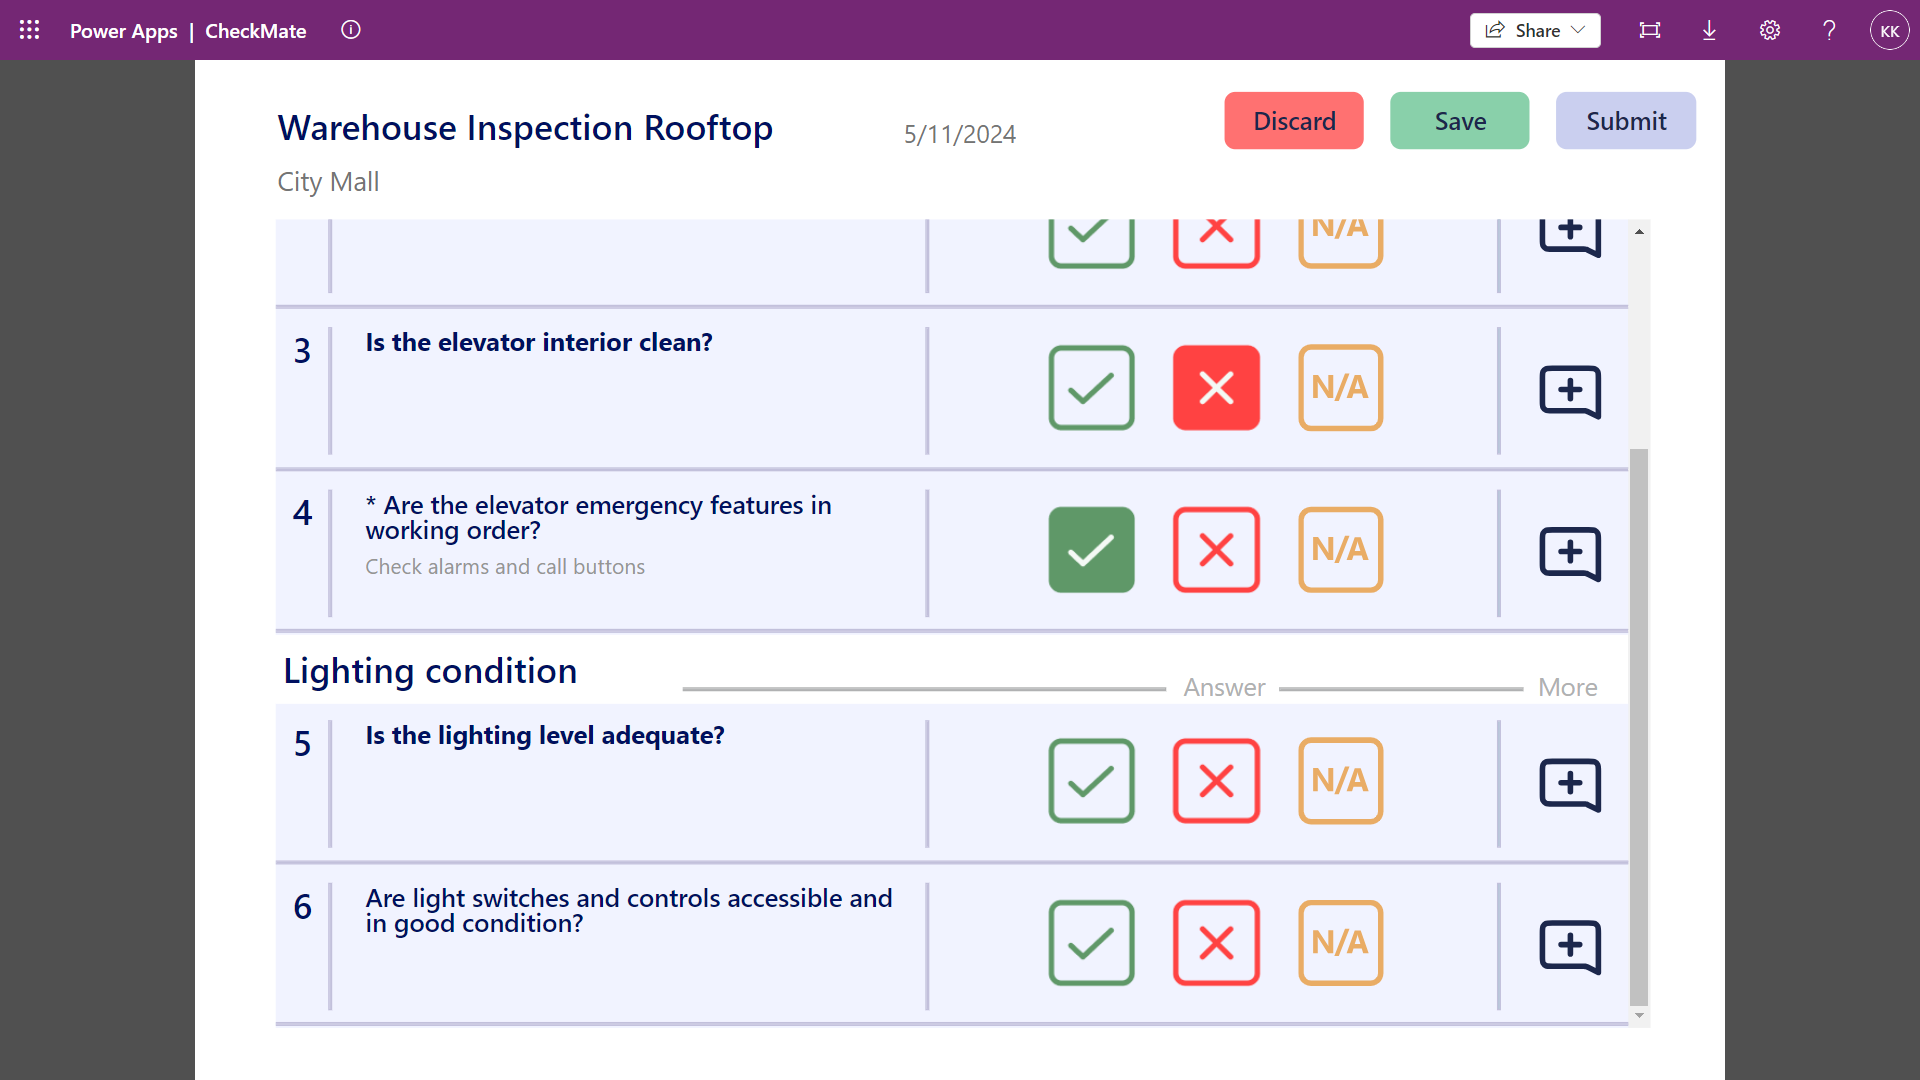 Power Apps | CheckMate
Share
KK
Warehouse Inspection Rooftop
5/11/2024
Discard
Save
Submit
City Mall
N/A
3
Is the elevator interior clean?
N/A
4
* Are the elevator emergency features in
working order?
Check alarms and call buttons
N/A
Lighting condition
Answer
More
5
Is the lighting level adequate?
N/A
6
Are light switches and controls accessible and
in good condition?
N/A